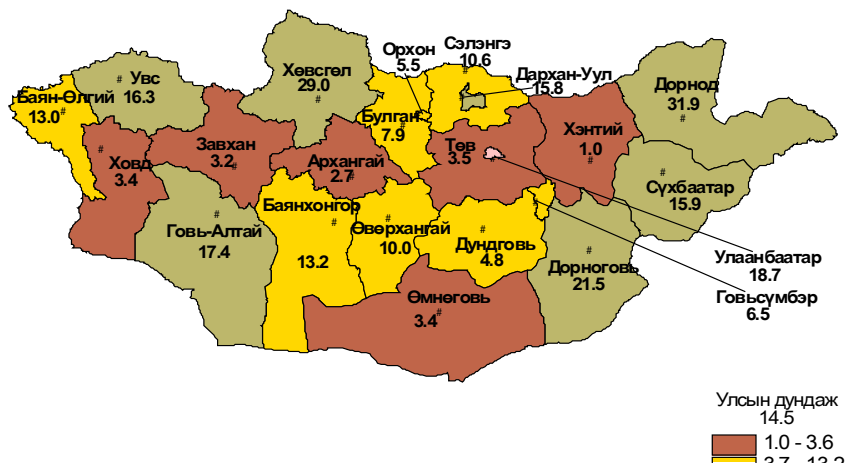 Орхон
5.5
Сэлэнгэ
10.6
Дархан-Уул
15.8
Увс
16.3
Хөвсгөл
29.0
Дорнод
31.9
Баян-Өлгий
13.0
Булган
7.9
Завхан
3.2
Ховд
3.4
Архангай
2.7
Төв
3.5
Хэнтий
1.0
Сүхбаатар
15.9
Говь-Алтай
17.4
Баянхонгор
13.2
Өвөрхангай
10.0
Дундговь
4.8
Дорноговь
21.5
Улаанбаатар
18.7
Говьсүмбэр
6.5
Өмнөговь
3.4
Улсын дундаж
14.5
1.0 - 3.6
3.7 - 13.2